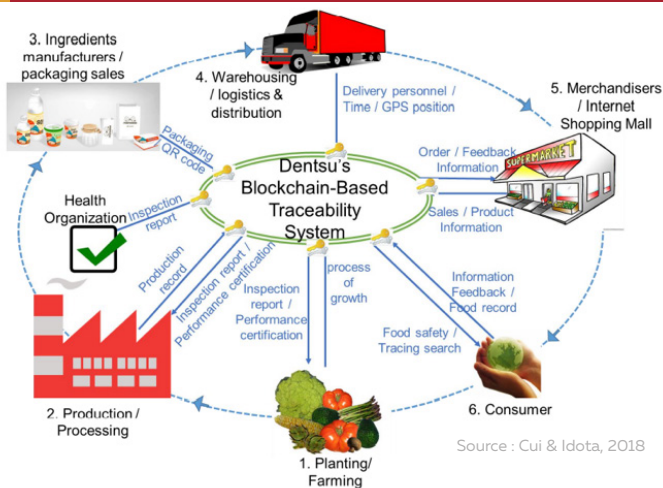 3. Ingredients
manufacturers /
packaging sales
4. Warehousing
/ logistics &
distribution
Delivery personnel /
Time / GPS position
5. Merchandisers
/ Internet
Shopping Mall
SUPERMARKET
Packaging
QR code
Dentsu's
Blockchain-Based
Traceability
System
Order / Feedback
Information
Sales / Product
Information
Health
Organization
Inspection
report
Production
record
Inspection report /
Performance certification
Inspection
report /
Performance
certification
process
of
growth
Information
Feedback /
Food record
Food safety /
Tracing search
2. Production /
Processing
1. Planting/
Farming
6. Consumer
Source : Cui & Idota, 2018